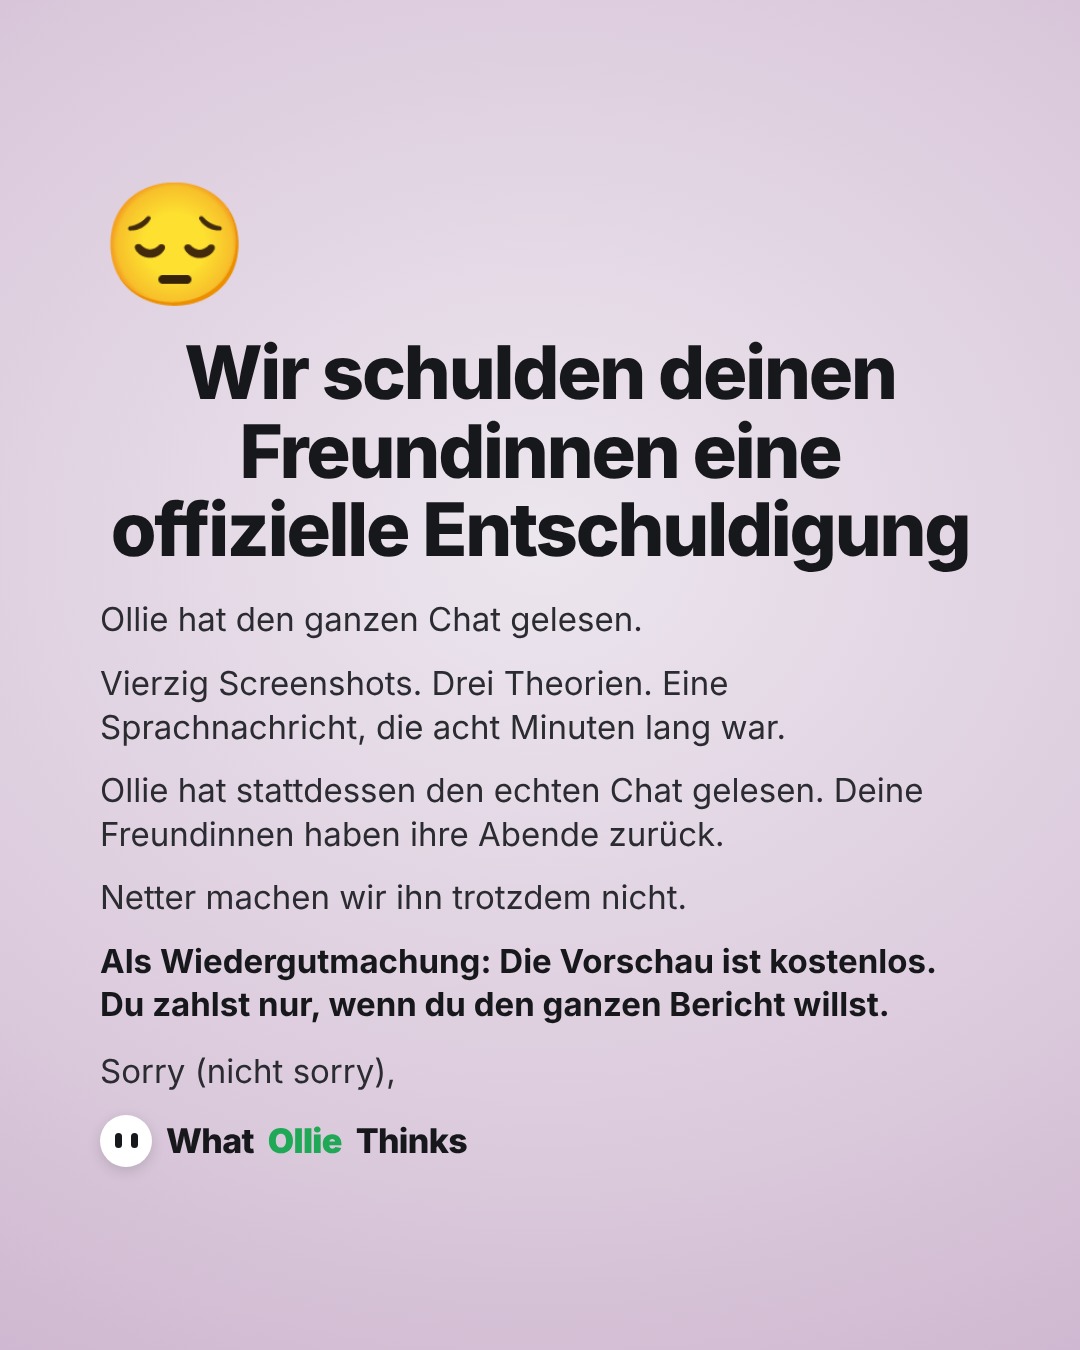 Wir schulden deinen
Freundinnen eine
offizielle Entschuldigung
Ollie hat den ganzen Chat gelesen.
Vierzig Screenshots. Drei Theorien. Eine
Sprachnachricht, die acht Minuten lang war.
Ollie hat stattdessen den echten Chat gelesen. Deine
Freundinnen haben ihre Abende zurück.
Netter machen wir ihn trotzdem nicht.
Als Wiedergutmachung: Die Vorschau ist kostenlos.
Du zahlst nur, wenn du den ganzen Bericht willst.
Sorry (nicht sorry),
What Ollie Thinks